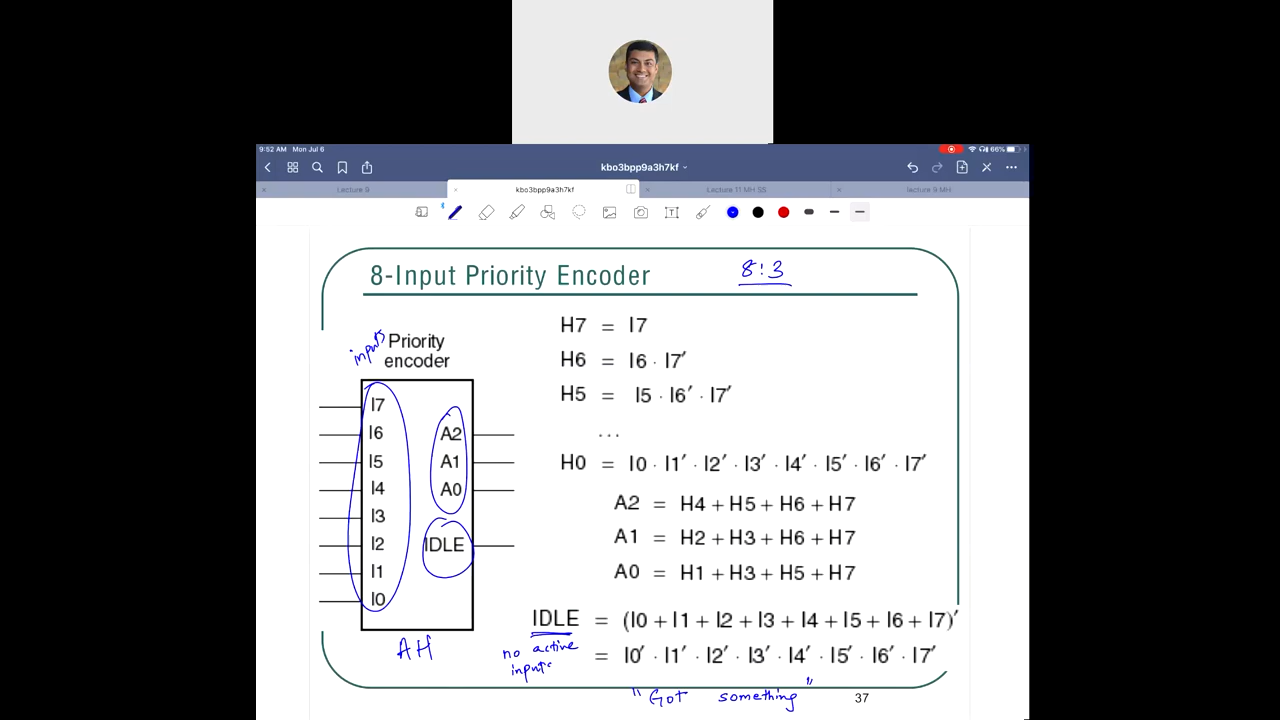 9:52 AM Mon Jul 6
66%
kbo3bpp9a3h7kf
Lecture 9
kbo3bpp9a3h7kf
Lecture 11 MH S5
lecture 9 MH
8-Input Priority Encoder
8:3
inputs
Priority
encoder
I7
I6
I5
I4
I3
I2
I1
I0
A2
A1
A0
IDLE
AH
H7 = I7
H6 = I6 · I7′
H5 = I5 · I6′ · I7′
...
H0 = I0 · I1′ · I2′ · I3′ · I4′ · I5′ · I6′ · I7′
A2 = H4 + H5 + H6 + H7
A1 = H2 + H3 + H6 + H7
A0 = H1 + H3 + H5 + H7
IDLE = (I0 + I1 + I2 + I3 + I4 + I5 + I6 + I7)′
= I0′ · I1′ · I2′ · I3′ · I4′ · I5′ · I6′ · I7′
no active
inputs
"Got something"
37